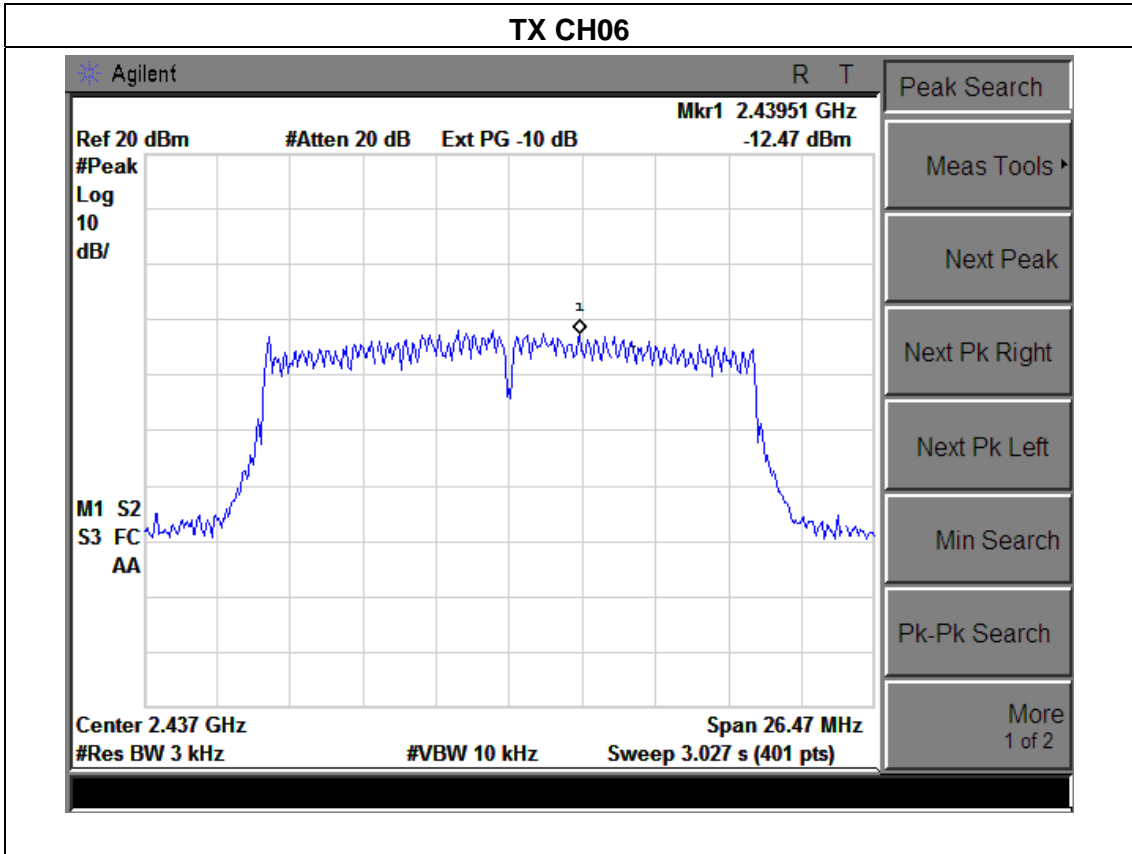 TX CH06
Agilent R T
Peak Search
Mkr1 2.43951 GHz
Ref 20 dBm #Atten 20 dB Ext PG -10 dB -12.47 dBm
#Peak
Log
10
dB/
1
M1 S2
S3 FC
AA
Center 2.437 GHz Span 26.47 MHz
#Res BW 3 kHz #VBW 10 kHz Sweep 3.027 s (401 pts)
Meas Tools
Next Peak
Next Pk Right
Next Pk Left
Min Search
Pk-Pk Search
More
1 of 2